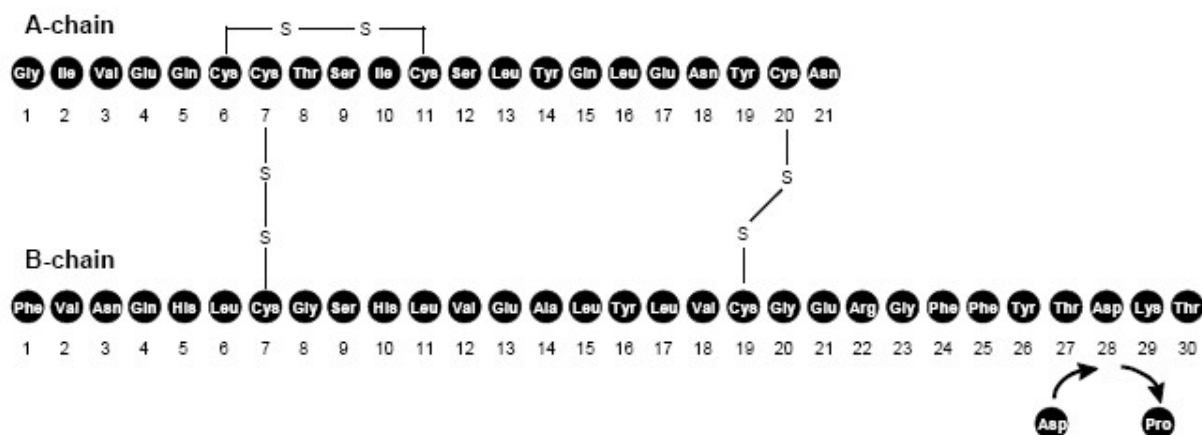 A-chain
S S
Gly Ile Val Glu Gln Cys Cys Thr Ser Ile Cys Ser Leu Tyr Gln Leu Glu Asn Tyr Cys Asn
1 2 3 4 5 6 7 8 9 10 11 12 13 14 15 16 17 18 19 20 21
S S
S S
B-chain
Phe Val Asn Gln His Leu Cys Gly Ser His Leu Val Glu Ala Leu Tyr Leu Val Cys Gly Glu Arg Gly Phe Phe Tyr Thr Asp Lys Thr
1 2 3 4 5 6 7 8 9 10 11 12 13 14 15 16 17 18 19 20 21 22 23 24 25 26 27 28 29 30
Asp Pro